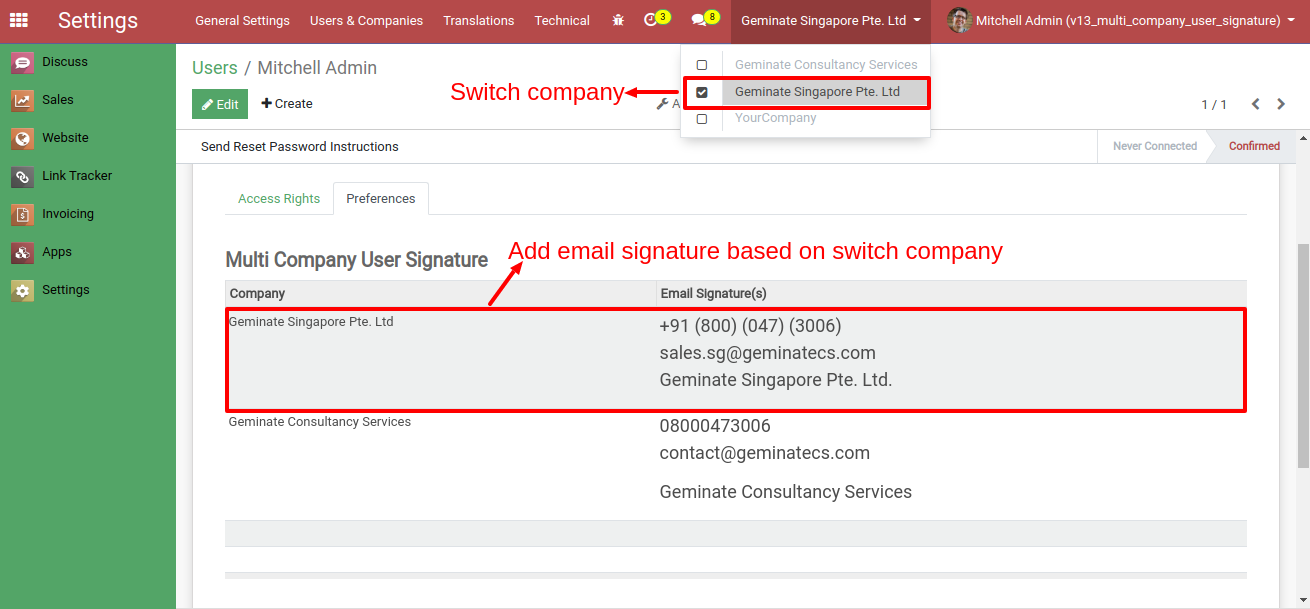 Settings
General Settings
Users & Companies
Translations
Technical
3
8
Geminate Singapore Pte. Ltd
Mitchell Admin (v13_multi_company_user_signature)
Discuss
Sales
Website
Link Tracker
Invoicing
Apps
Settings
Users / Mitchell Admin
Edit
Create
A
1 / 1
Geminate Consultancy Services
Geminate Singapore Pte. Ltd
YourCompany
Switch company
Send Reset Password Instructions
Never Connected
Confirmed
Access Rights
Preferences
Add email signature based on switch company
Multi Company User Signature
Company
Email Signature(s)
Geminate Singapore Pte. Ltd
+91 (800) (047) (3006)
sales.sg@geminatecs.com
Geminate Singapore Pte. Ltd.
Geminate Consultancy Services
08000473006
contact@geminatecs.com
Geminate Consultancy Services